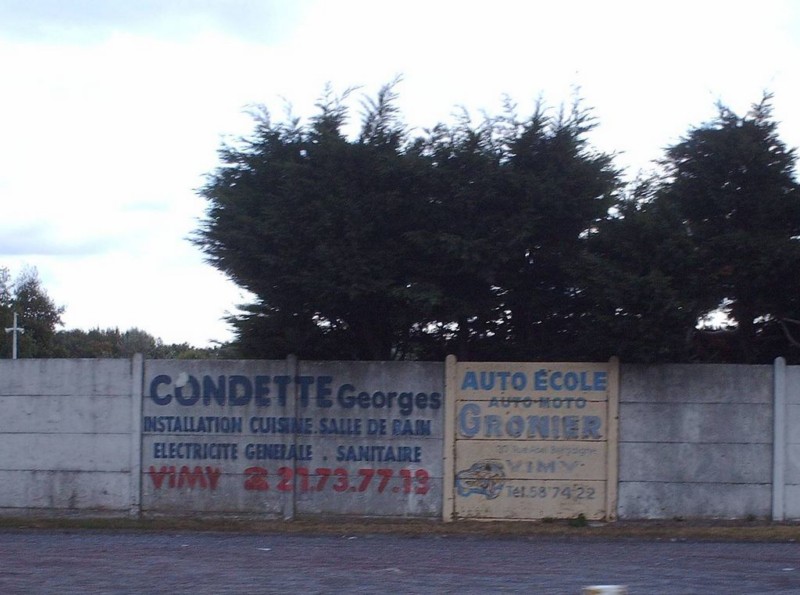 CONDETTE Georges
INSTALLATION CUISINE. SALLE DE BAIN
ELECTRICITE GENERALE . SANITAIRE
VIMY ☎ 21.73.77.13
AUTO ÉCOLE
AUTO MOTO
GRONIER
VIMY
Tél. 58 74 22